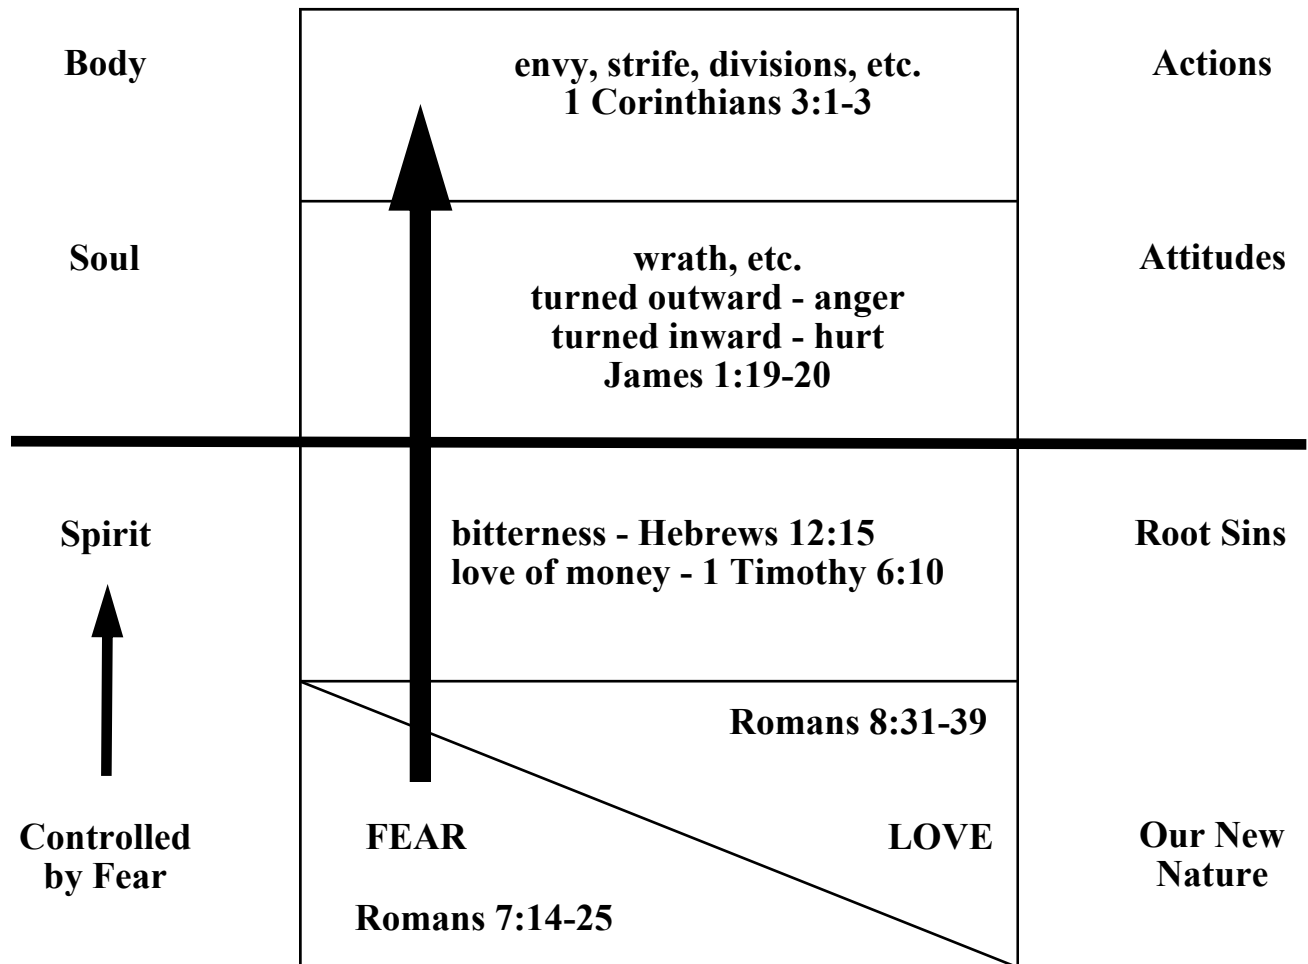 Body
envy, strife, divisions, etc.
1 Corinthians 3:1-3
Actions
Soul
wrath, etc.
turned outward - anger
turned inward - hurt
James 1:19-20
Attitudes
Spirit
bitterness - Hebrews 12:15
love of money - 1 Timothy 6:10
Root Sins
Romans 8:31-39
Controlled
by Fear
FEAR
LOVE
Our New
Nature
Romans 7:14-25